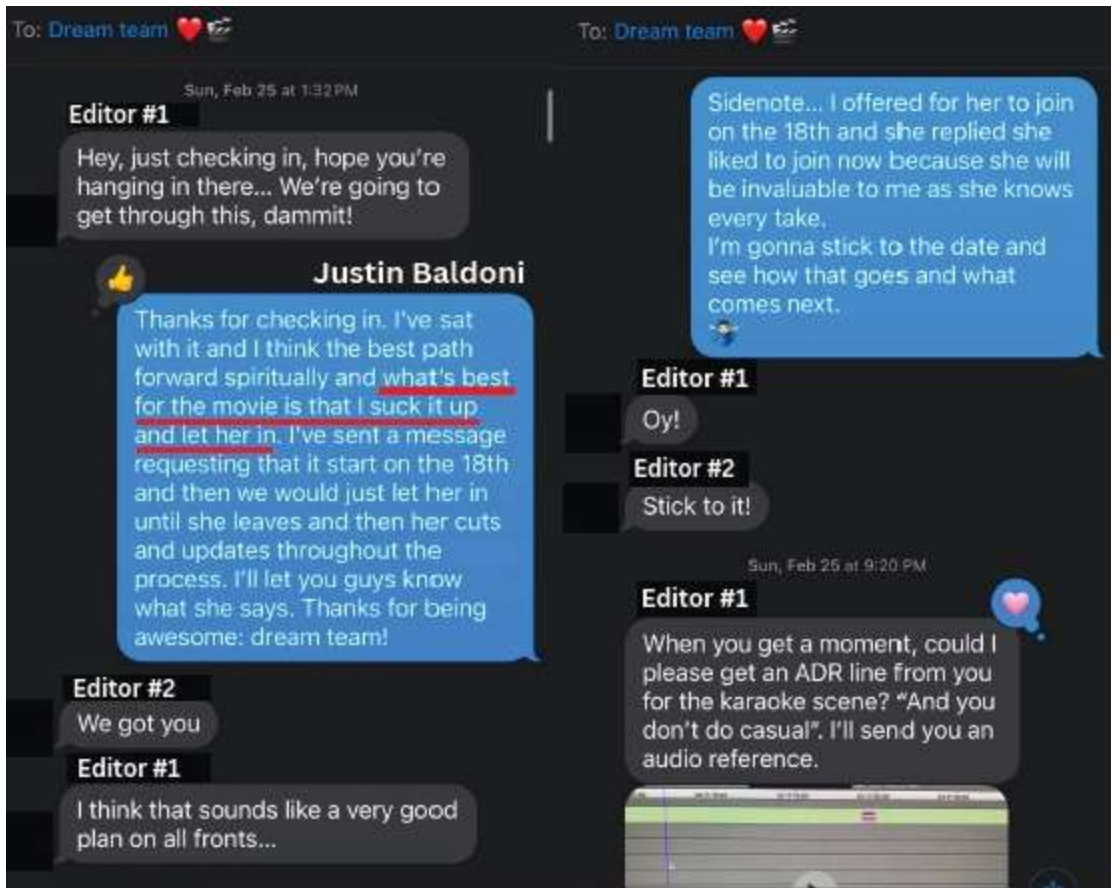 To: Dream team ❤️🎬
Sun, Feb 25 at 1:32 PM
Editor #1
Hey, just checking in, hope you're
hanging in there... We're going to
get through this, dammit!
Justin Baldoni
Thanks for checking in. I've sat
with it and I think the best path
forward spiritually and what's best
for the movie is that I suck it up
and let her in. I've sent a message
requesting that it start on the 18th
and then we would just let her in
until she leaves and then her cuts
and updates throughout the
process. I'll let you guys know
what she says. Thanks for being
awesome: dream team!
Editor #2
We got you
Editor #1
I think that sounds like a very good
plan on all fronts...
To: Dream team ❤️🎬
Sidenote... I offered for her to join
on the 18th and she replied she
liked to join now because she will
be invaluable to me as she knows
every take.
I'm gonna stick to the date and
see how that goes and what
comes next.
Editor #1
Oy!
Editor #2
Stick to it!
Sun, Feb 25 at 9:20 PM
Editor #1
When you get a moment, could I
please get an ADR line from you
for the karaoke scene? "And you
don't do casual". I'll send you an
audio reference.